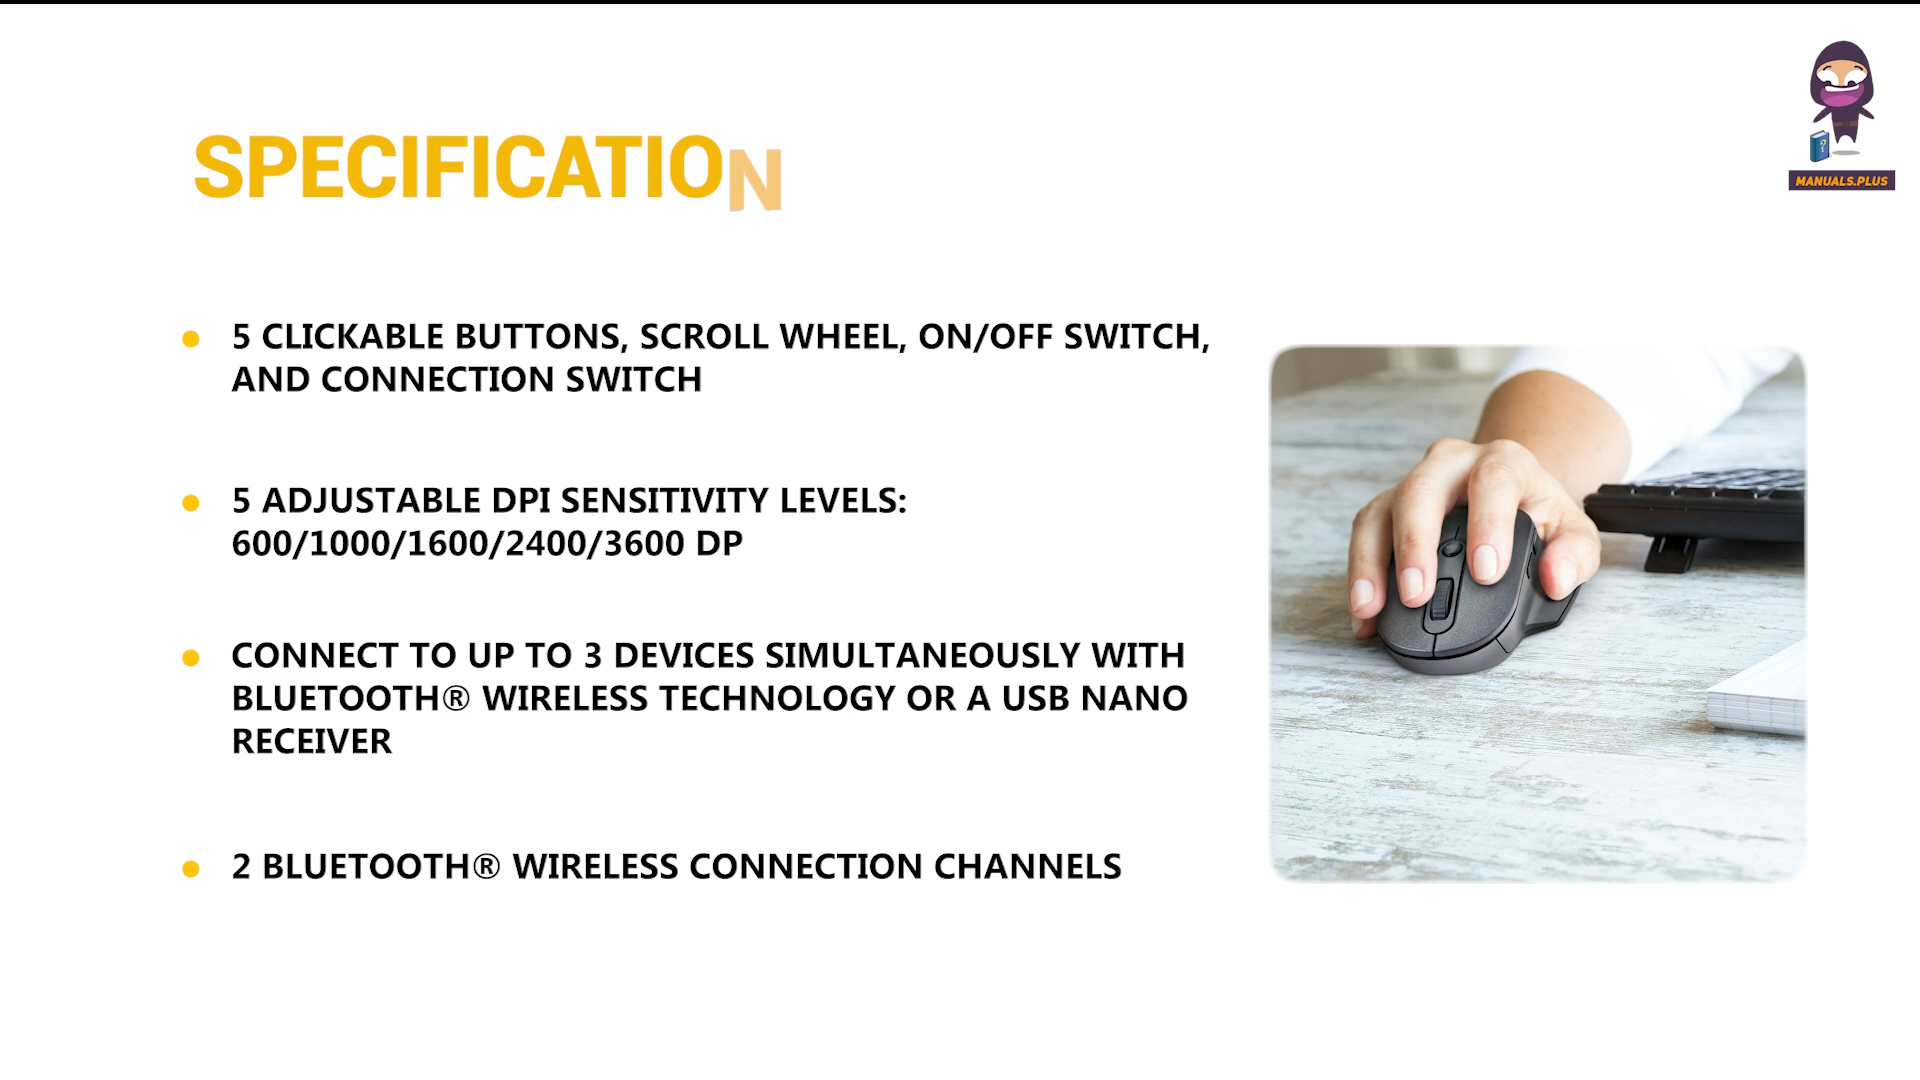 MANUALS.PLUS
SPECIFICATION
5 CLICKABLE BUTTONS, SCROLL WHEEL, ON/OFF SWITCH,
AND CONNECTION SWITCH
5 ADJUSTABLE DPI SENSITIVITY LEVELS:
600/1000/1600/2400/3600 DP
CONNECT TO UP TO 3 DEVICES SIMULTANEOUSLY WITH
BLUETOOTH® WIRELESS TECHNOLOGY OR A USB NANO
RECEIVER
2 BLUETOOTH® WIRELESS CONNECTION CHANNELS